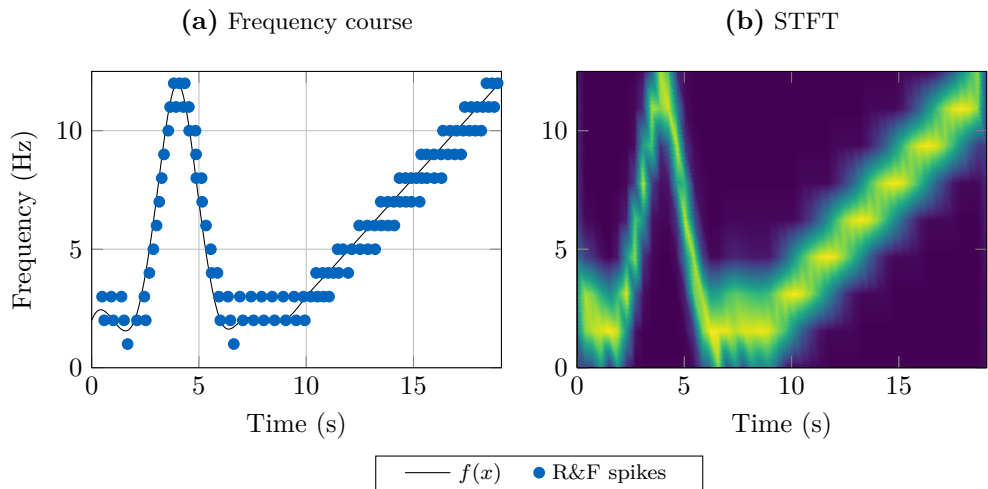 (a) Frequency course
(b) STFT
Frequency (Hz)
10
5
0
0 5 10 15
Time (s)
10
5
0
0 5 10 15
Time (s)
f(x) R&F spikes